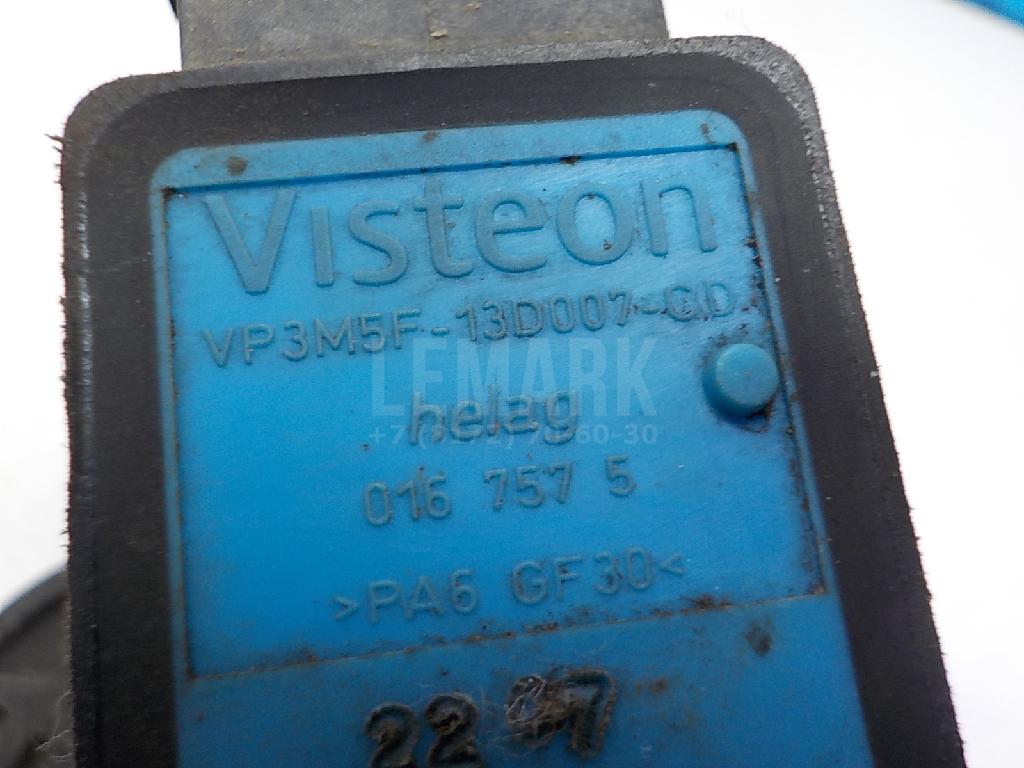 Visteon
VP3M5F-13D007-CD
LEMARK
helag
016 757 5
>PA6 GF30<
22